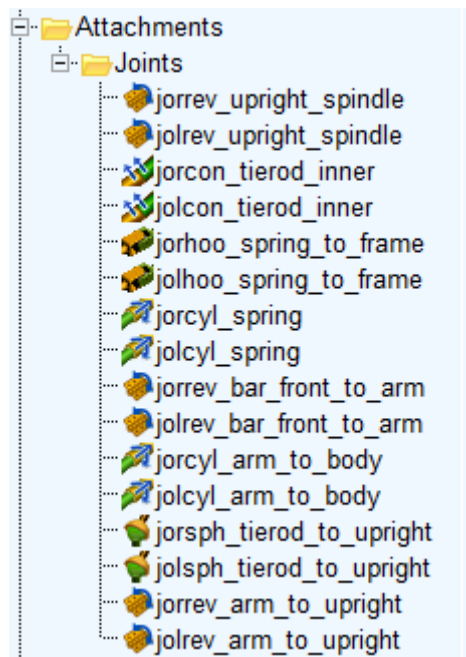 Attachments
Joints
jorrev_upright_spindle
jolrev_upright_spindle
jorcon_tierod_inner
jolcon_tierod_inner
jorhoo_spring_to_frame
jolhoo_spring_to_frame
jorcyl_spring
jolcyl_spring
jorrev_bar_front_to_arm
jolrev_bar_front_to_arm
jorcyl_arm_to_body
jolcyl_arm_to_body
jorsph_tierod_to_upright
jolsph_tierod_to_upright
jorrev_arm_to_upright
jolrev_arm_to_upright